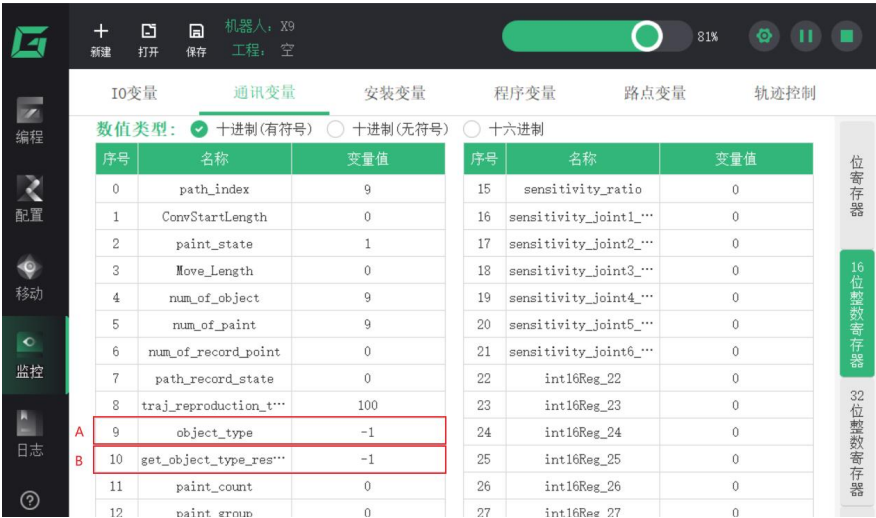 机器人: X9
新建 打开 保存 工程: 空 81%
IO变量 通讯变量 安装变量 程序变量 路点变量 轨迹控制
编程
配置
移动
监控
日志
数值类型: 十进制(有符号) 十进制(无符号) 十六进制
序号 名称 变量值 序号 名称 变量值
0 path_index 9 15 sensitivity_ratio 0
1 ConvStartLength 0 16 sensitivity_joint1_… 0
2 paint_state 1 17 sensitivity_joint2_… 0
3 Move_Length 0 18 sensitivity_joint3_… 0
4 num_of_object 9 19 sensitivity_joint4_… 0
5 num_of_paint 9 20 sensitivity_joint5_… 0
6 num_of_record_point 0 21 sensitivity_joint6_… 0
7 path_record_state 0 22 int16Reg_22 0
8 traj_reproduction_t… 100 23 int16Reg_23 0
A 9 object_type -1 24 int16Reg_24 0
B 10 get_object_type_res… -1 25 int16Reg_25 0
11 paint_count 0 26 int16Reg_26 0
12 paint_group 0 27 int16Reg_27 0
位寄存器
16位整数寄存器
32位整数寄存器